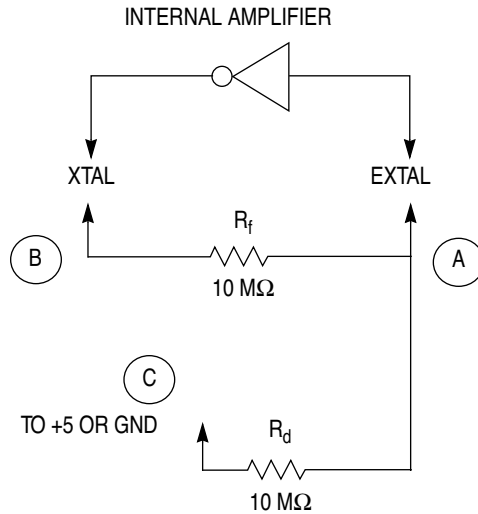 INTERNAL AMPLIFIER
XTAL
EXTAL
Rf
B
A
10 MΩ
C
TO +5 OR GND
Rd
10 MΩ